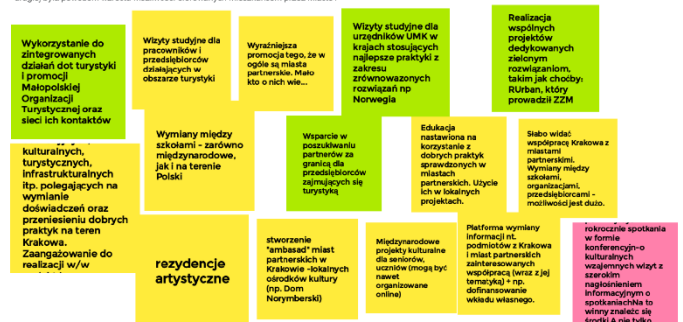 Wykorzystanie do
zintegrowanych
działań dot turystyki
i promocji
Małopolskiej
Organizacji
Turystycznej oraz
sieci ich kontaktów
Wizyty studyjne dla
pracowników i
przedsiębiorców
działających w
obszarze turystyki
Wyraźniejsza
promocja tego, że w
ogóle są miasta
partnerskie. Mało
kto o nich wie...
Wizyty studyjne dla
urzędników UMK w
krajach stosujących
najlepsze praktyki z
zakresu
zrównoważonych
rozwiązań np
Norwegia
Realizacja
wspólnych
projektów
dedykowanych
zielonym
rozwiązaniom,
takim jak choćby:
RUrban, który
prowadził ZZM
kulturalnych,
turystycznych,
infrastrukturalnych
itp. polegających na
wymianie
doświadczeń oraz
przeniesieniu dobrych
praktyk na teren
Krakowa.
Zaangażowanie do
realizacji w/w
Wymiany między
szkołami - zarówno
międzynarodowe,
jak i na terenie
Polski
Wsparcie w
poszukiwaniu
partnerów za
granicą dla
przedsiębiorców
zajmujących się
turystyką
Edukacja
nastawiona na
korzystanie z
dobrych praktyk
sprawdzonych w
miastach
partnerskich. Użycie
ich w lokalnych
projektach.
Słabo widać
współpracę Krakowa z
miastami
partnerskimi.
Wymiany między
szkołami,
organizacjami,
przedsiębiorcami -
możliwości jest dużo.
rezydencje
artystyczne
stworzenie
"ambasad" miast
partnerskich w
Krakowie -lokalnych
ośrodków kultury
(np. Dom
Norymberski)
Międzynarodowe
projekty kulturalne
dla seniorów,
uczniów (mogą być
nawet
organizowane
online)
Platforma wymiany
informacji nt.
podmiotów z Krakowa
i miast partnerskich
zainteresowanych
współpracą (wraz z jej
tematyką) + np.
dofinansowanie
wkładu własnego.
rokrocznie spotkania
w formie
konferencyjn-o
kulturalnych
wzajemnych wizyt z
szerokim
nagłośnieniem
informacyjnym o
spotkaniachNa to
winny znaleźć się
środki A nie tylko